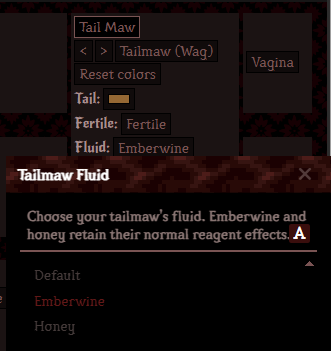 Tail Maw
< > Tailmaw (Wag)
Reset colors
Vagina
Tail:
Fertile: Fertile
Fluid: Emberwine
Tailmaw Fluid
Choose your tailmaw's fluid. Emberwine and
honey retain their normal reagent effects. A
Default
Emberwine
Honey